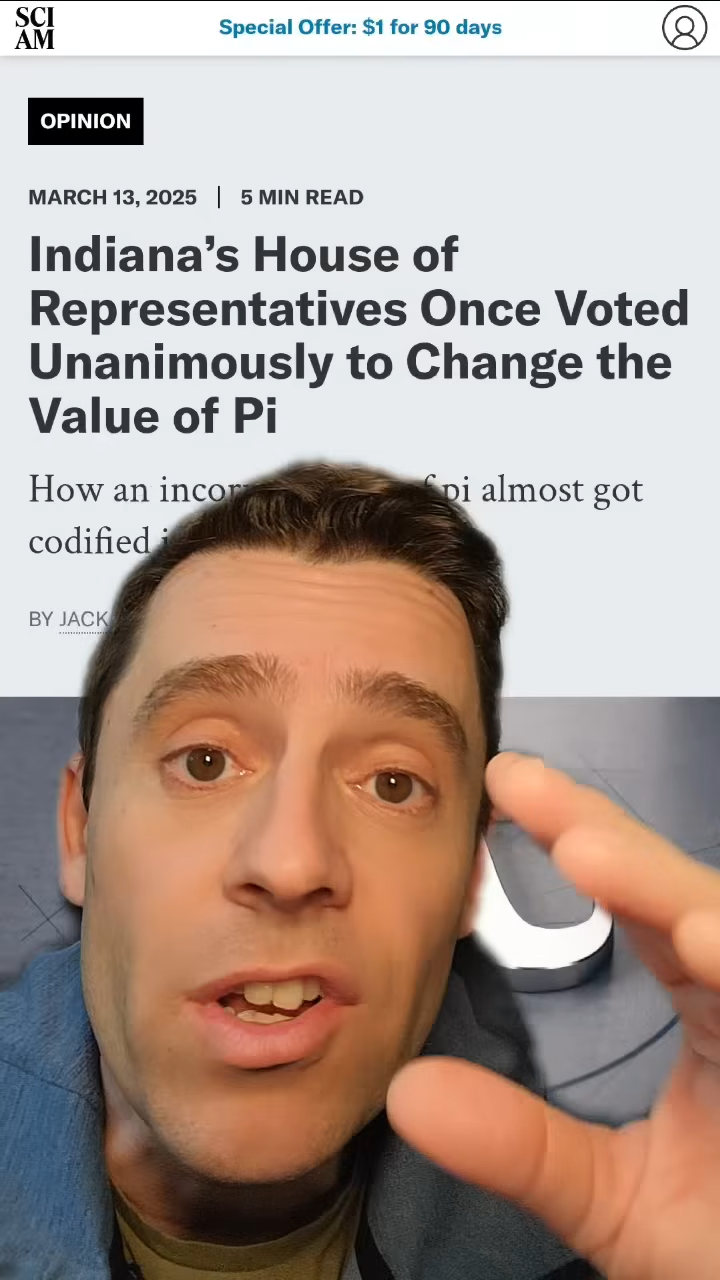 SCI
AM
Special Offer: $1 for 90 days
OPINION
MARCH 13, 2025 | 5 MIN READ
Indiana’s House of
Representatives Once Voted
Unanimously to Change the
Value of Pi
How an pi almost got
codified
BY JACK